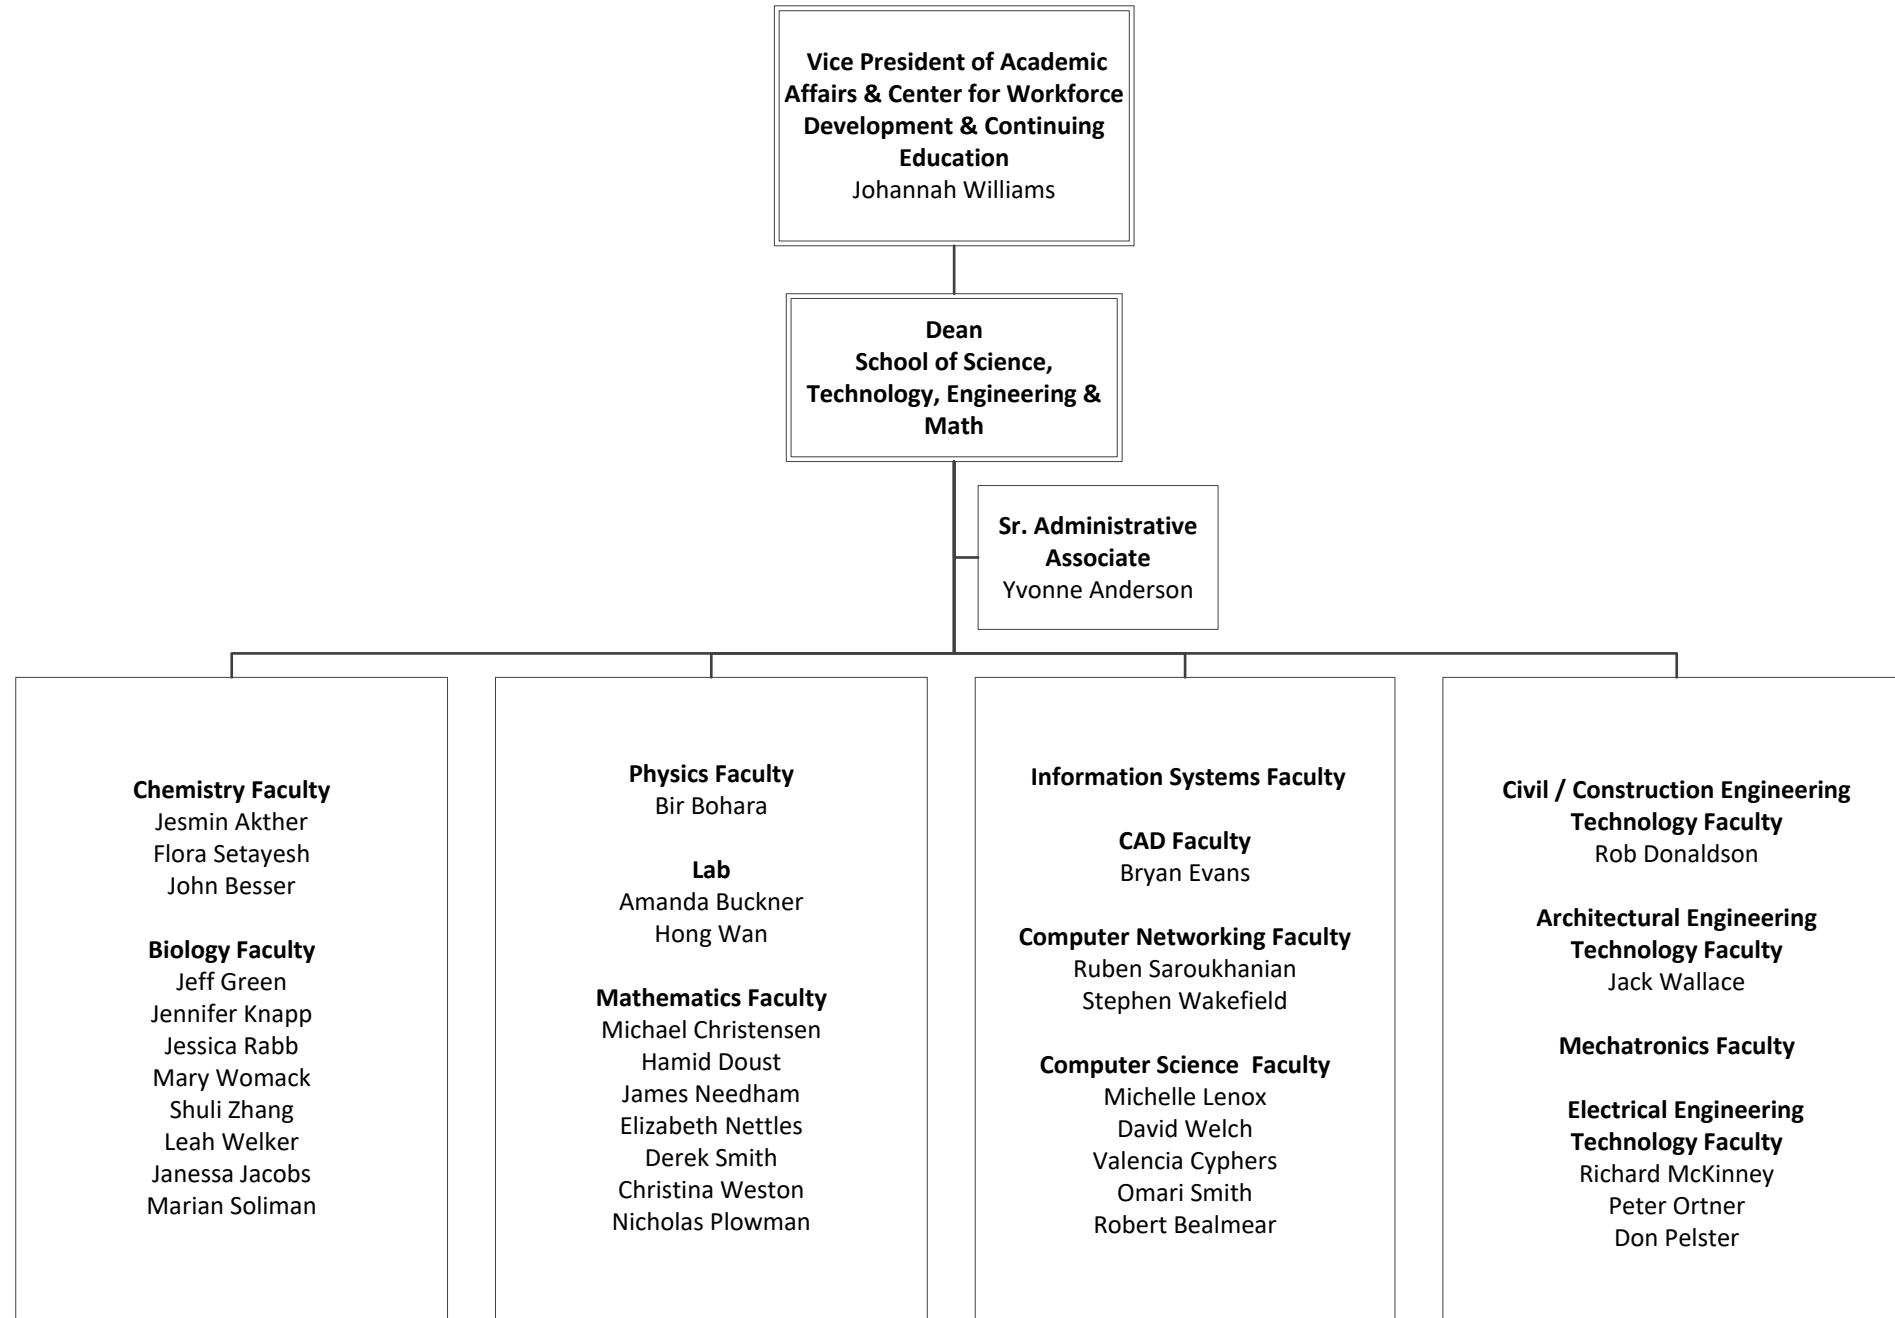 Vice President of Academic
Affairs & Center for Workforce
Development & Continuing
Education
Johannah Williams
Dean
School of Science,
Technology, Engineering &
Math
Sr. Administrative
Associate
Yvonne Anderson
Chemistry Faculty
Jesmin Akther
Flora Setayesh
John Besser
Biology Faculty
Jeff Green
Jennifer Knapp
Jessica Rabb
Mary Womack
Shuli Zhang
Leah Welker
Janessa Jacobs
Marian Soliman
Physics Faculty
Bir Bohara
Lab
Amanda Buckner
Hong Wan
Mathematics Faculty
Michael Christensen
Hamid Doust
James Needham
Elizabeth Nettles
Derek Smith
Christina Weston
Nicholas Plowman
Information Systems Faculty
CAD Faculty
Bryan Evans
Computer Networking Faculty
Ruben Saroukhanian
Stephen Wakefield
Computer Science  Faculty
Michelle Lenox
David Welch
Valencia Cyphers
Omari Smith
Robert Bealmear
Civil / Construction Engineering
Technology Faculty
Rob Donaldson
Architectural Engineering
Technology Faculty
Jack Wallace
Mechatronics Faculty
Electrical Engineering
Technology Faculty
Richard McKinney
Peter Ortner
Don Pelster